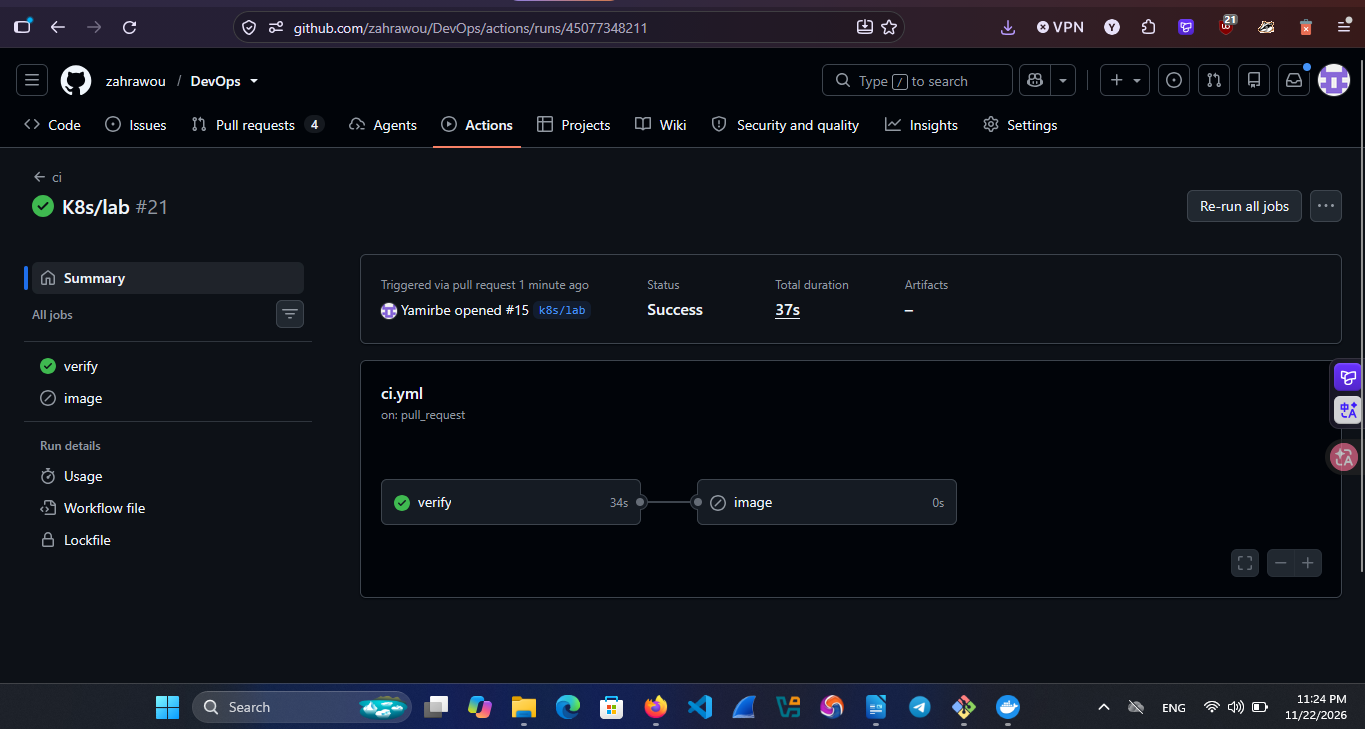 github.com/zahrawou/DevOps/actions/runs/45077348211
VPN
Y
21
zahrawou / DevOps
Type / to search
Code
Issues
Pull requests 4
Agents
Actions
Projects
Wiki
Security and quality
Insights
Settings
ci
K8s/lab #21
Re-run all jobs
Summary
All jobs
verify
image
Run details
Usage
Workflow file
Lockfile
Triggered via pull request 1 minute ago
Yamirbe opened #15 k8s/lab
Status
Success
Total duration
37s
Artifacts
–
ci.yml
on: pull_request
verify 34s
image 0s
Search
ENG
11:24 PM
11/22/2026